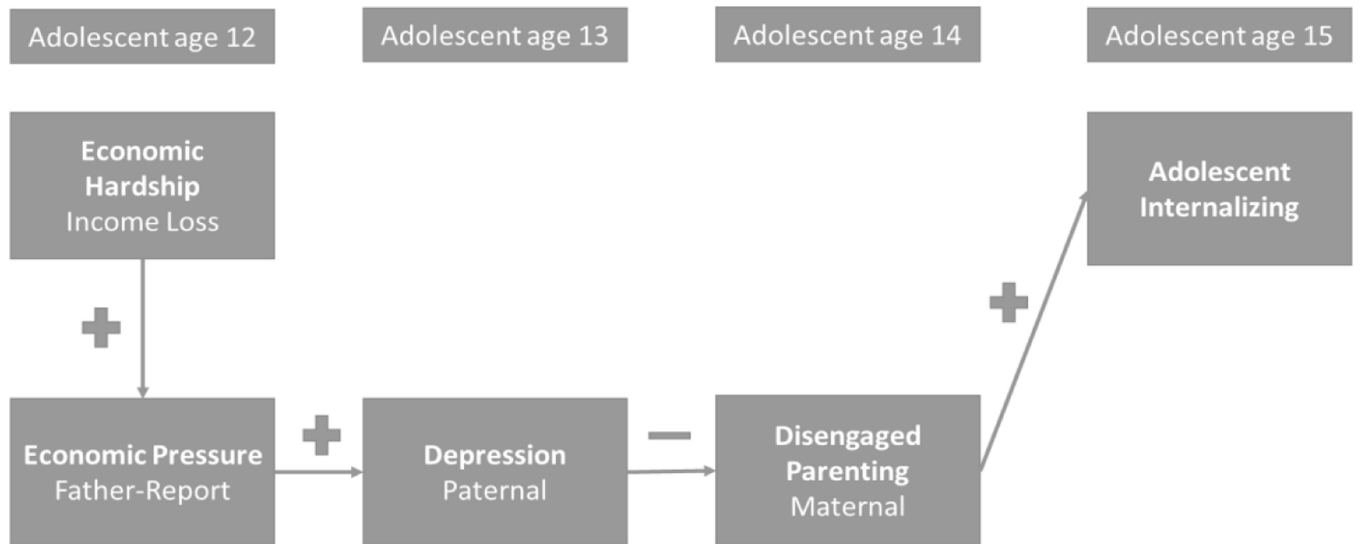 Adolescent age 12
Adolescent age 13
Adolescent age 14
Adolescent age 15
Economic
Hardship
Income Loss
Adolescent
Internalizing
Economic Pressure
Father-Report
Depression
Paternal
Disengaged
Parenting
Maternal